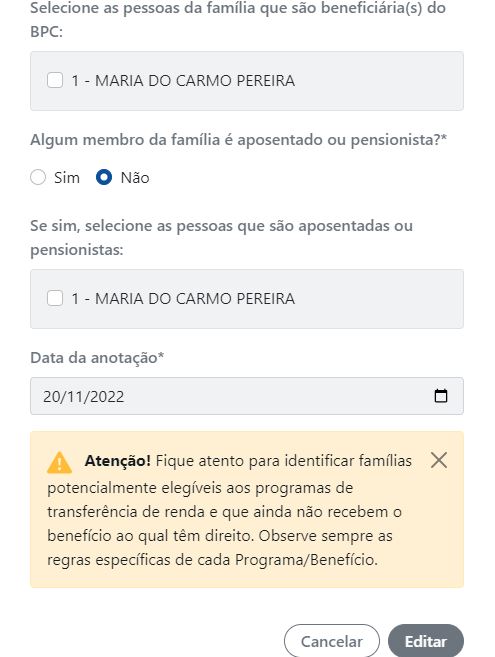 Selecione as pessoas da família que são beneficiária(s) do
BPC:
1 - MARIA DO CARMO PEREIRA
Algum membro da família é aposentado ou pensionista?*
Sim Não
Se sim, selecione as pessoas que são aposentadas ou
pensionistas:
1 - MARIA DO CARMO PEREIRA
Data da anotação*
20/11/2022
Atenção! Fique atento para identificar famílias
potencialmente elegíveis aos programas de
transferência de renda e que ainda não recebem o
benefício ao qual têm direito. Observe sempre as
regras específicas de cada Programa/Benefício.
Cancelar Editar